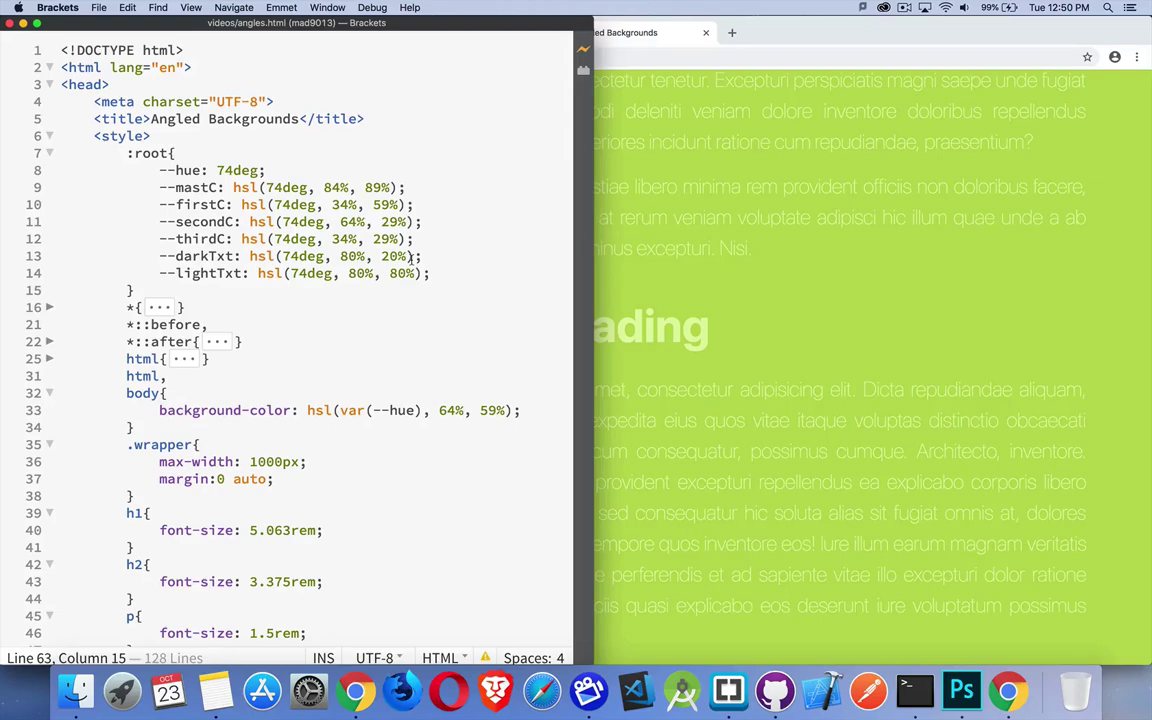 Brackets File Edit Find View Navigate Emmet Window Debug Help 99% Tue 12:50 PM
videos/angles.html (mad9013) — Brackets
led Backgrounds × +
1 <!DOCTYPE html>
2 <html lang="en">
3 <head>
4 <meta charset="UTF-8">
5 <title>Angled Backgrounds</title>
6 <style>
7 :root{
8 --hue: 74deg;
9 --mastC: hsl(74deg, 84%, 89%);
10 --firstC: hsl(74deg, 34%, 59%);
11 --secondC: hsl(74deg, 64%, 29%);
12 --thirdC: hsl(74deg, 34%, 29%);
13 --darkTxt: hsl(74deg, 80%, 20%);
14 --lightTxt: hsl(74deg, 80%, 80%);
15 }
16 *{ ... }
21 *::before,
22 *::after{ ... }
25 html{ ... }
31 html,
32 body{
33 background-color: hsl(var(--hue), 64%, 59%);
34 }
35 .wrapper{
36 max-width: 1000px;
37 margin:0 auto;
38 }
39 h1{
40 font-size: 5.063rem;
41 }
42 h2{
43 font-size: 3.375rem;
44 }
45 p{
46 font-size: 1.5rem;
Line 63, Column 15 — 128 Lines INS UTF-8 HTML Spaces: 4
ectetur tenetur. Excepturi perspiciatis magni saepe unde fugiat
odi deleniti veniam dolore inventore doloribus repellendus
eriores incidunt ratione cum repudiandae, praesentium?
stiae libero minima rem provident officiis non doloribus facere,
at rerum veniam voluptate adipisci hic illum quae unde a ab
minus excepturi. Nisi.
ading
met, consectetur adipisicing elit. Dicta repudiandae aliquam,
expedita eius quos vitae itaque voluptas distinctio obcaecati
cum consequatur, possimus cumque. Architecto, inventore.
provident excepturi repellendus ea explicabo corporis libero
sed consequatur hic soluta alias sit fugiat omnis at, dolores
empore quos inventore eos! Iure illum earum magnam veritatis
e perferendis et ad sapiente vitae illo excepturi dolor ratione
ciis quasi explicabo eos deserunt iure voluptatum possimus
OCT
23
Ps